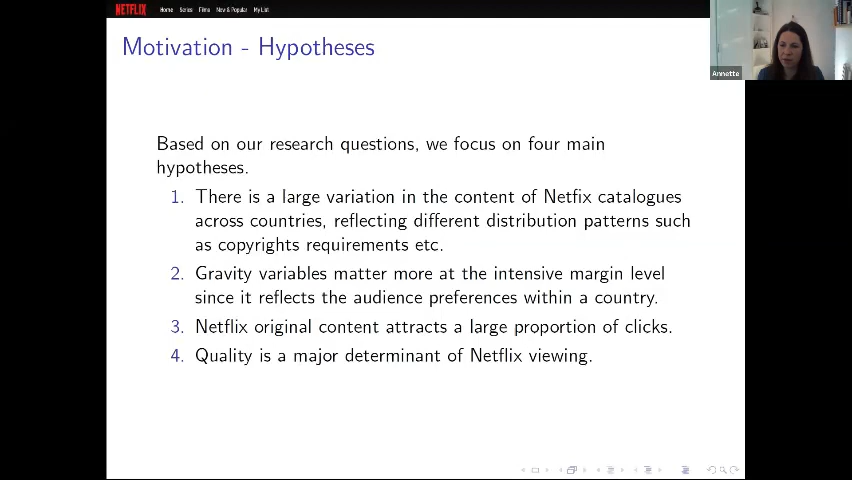 NETFLIX Home Series Films New & Popular My List
Motivation - Hypotheses
Annette
Based on our research questions, we focus on four main
hypotheses.
1. There is a large variation in the content of Netfix catalogues
across countries, reflecting different distribution patterns such
as copyrights requirements etc.
2. Gravity variables matter more at the intensive margin level
since it reflects the audience preferences within a country.
3. Netflix original content attracts a large proportion of clicks.
4. Quality is a major determinant of Netflix viewing.